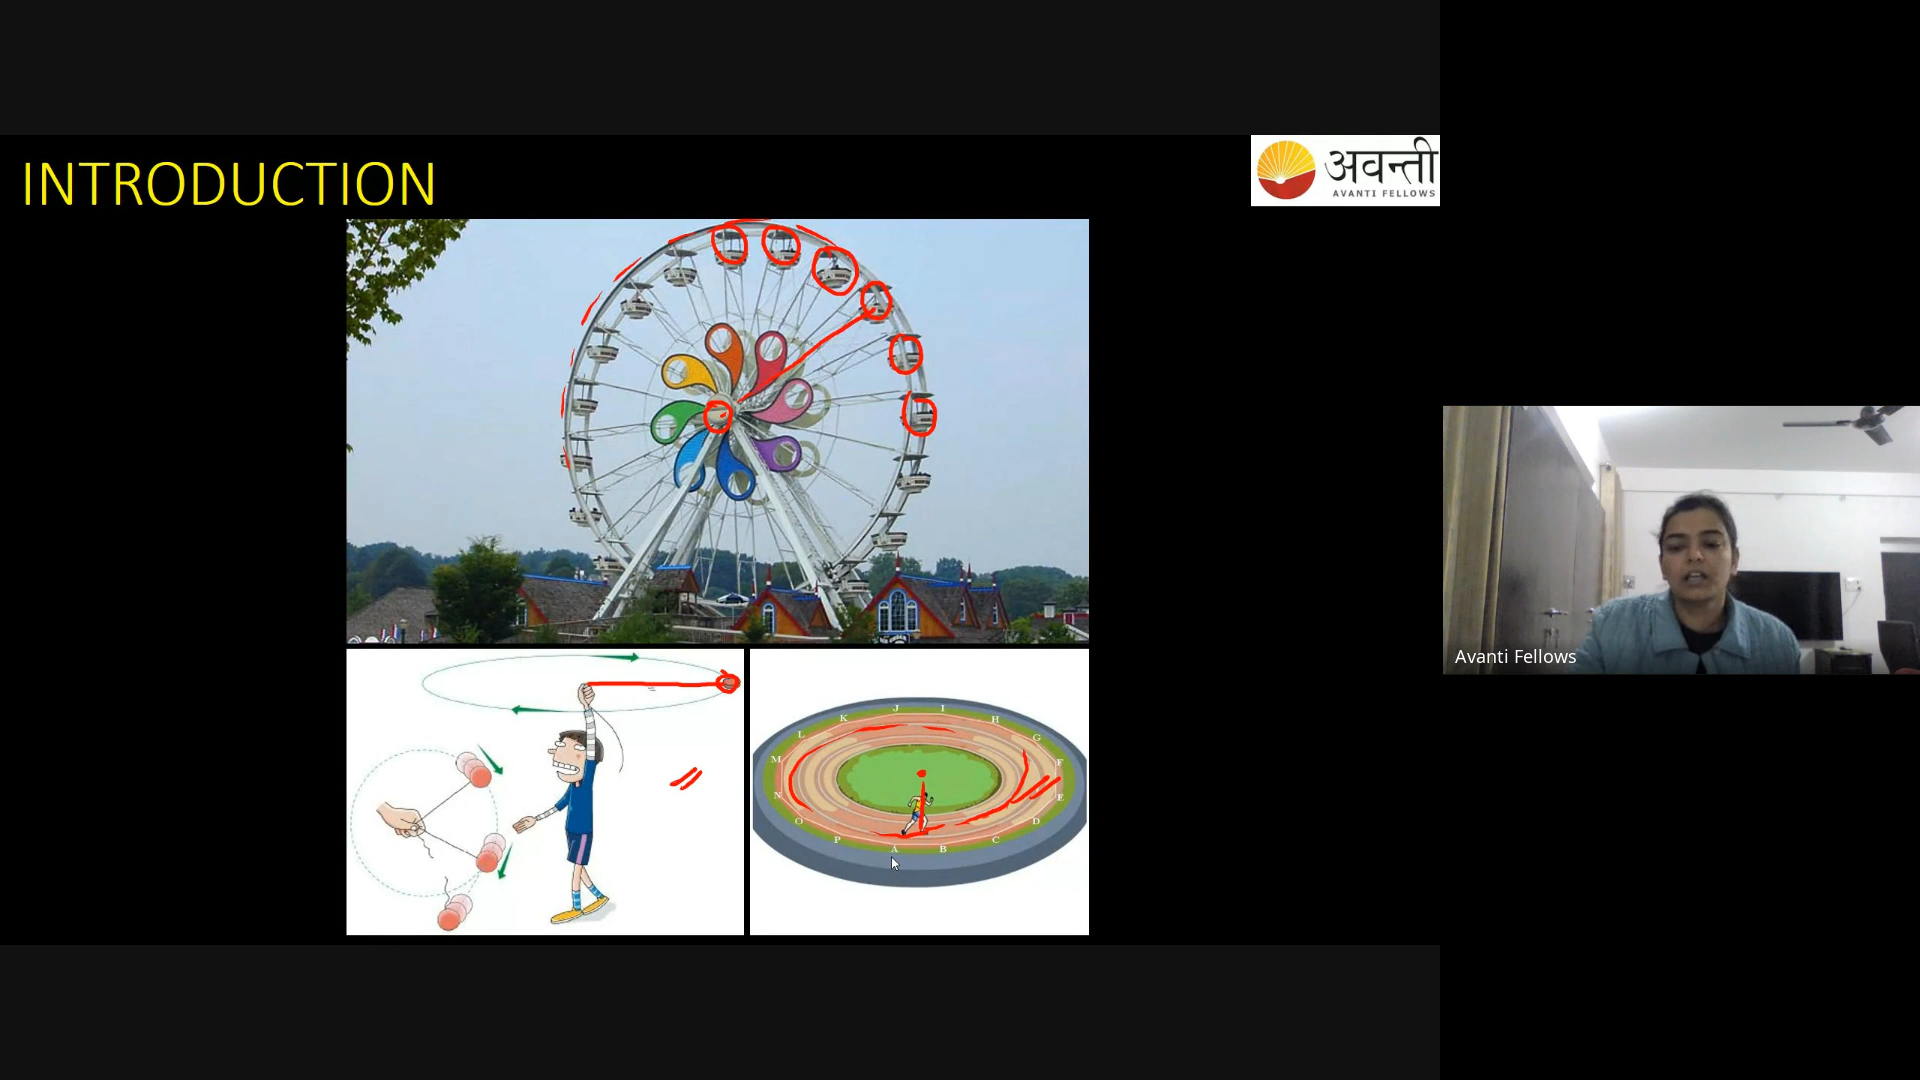 INTRODUCTION
अवन्ती
AVANTI FELLOWS
J I
K H
L G
M F
N E
O D
P C
A B
Avanti Fellows